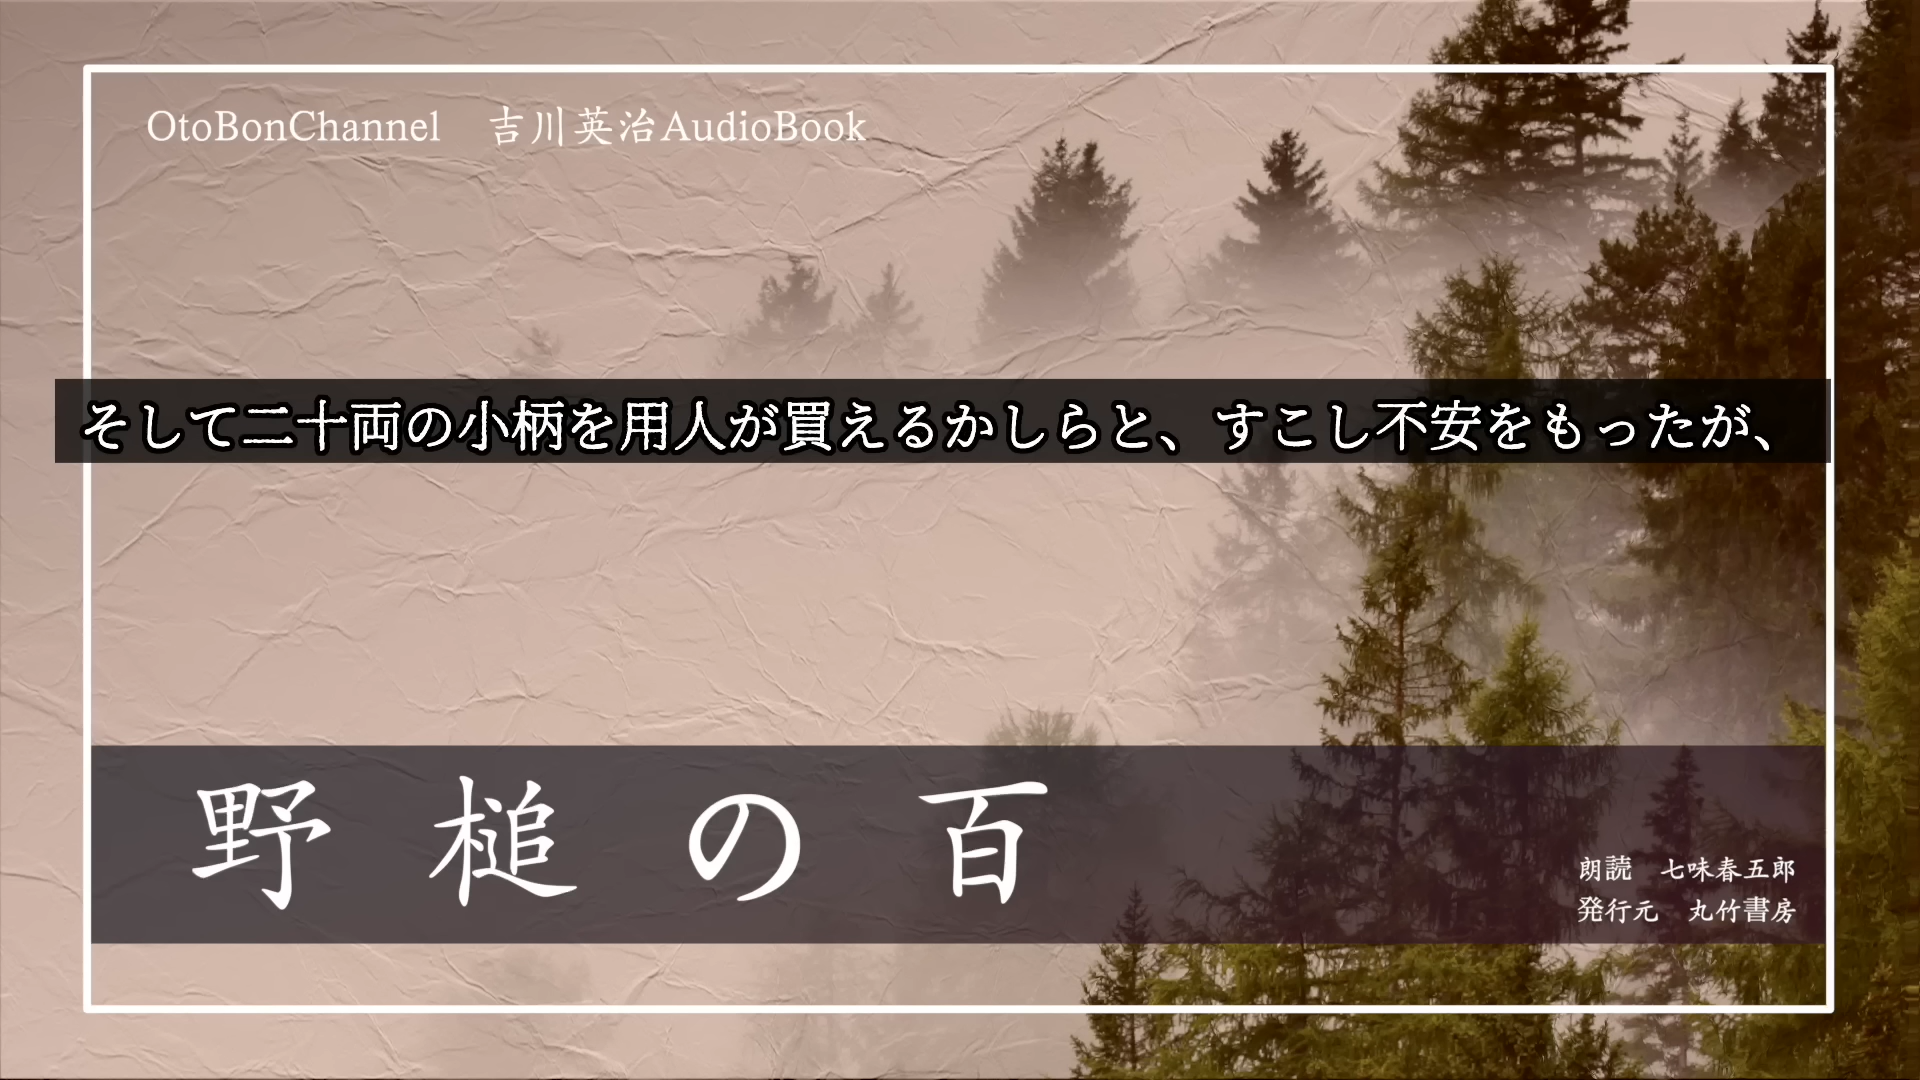 OtoBonChannel　吉川英治AudioBook
そして二十両の小柄を用人が買えるかしらと、すこし不安をもったが、
野槌の百
朗読　七味春五郎
発行元　丸竹書房